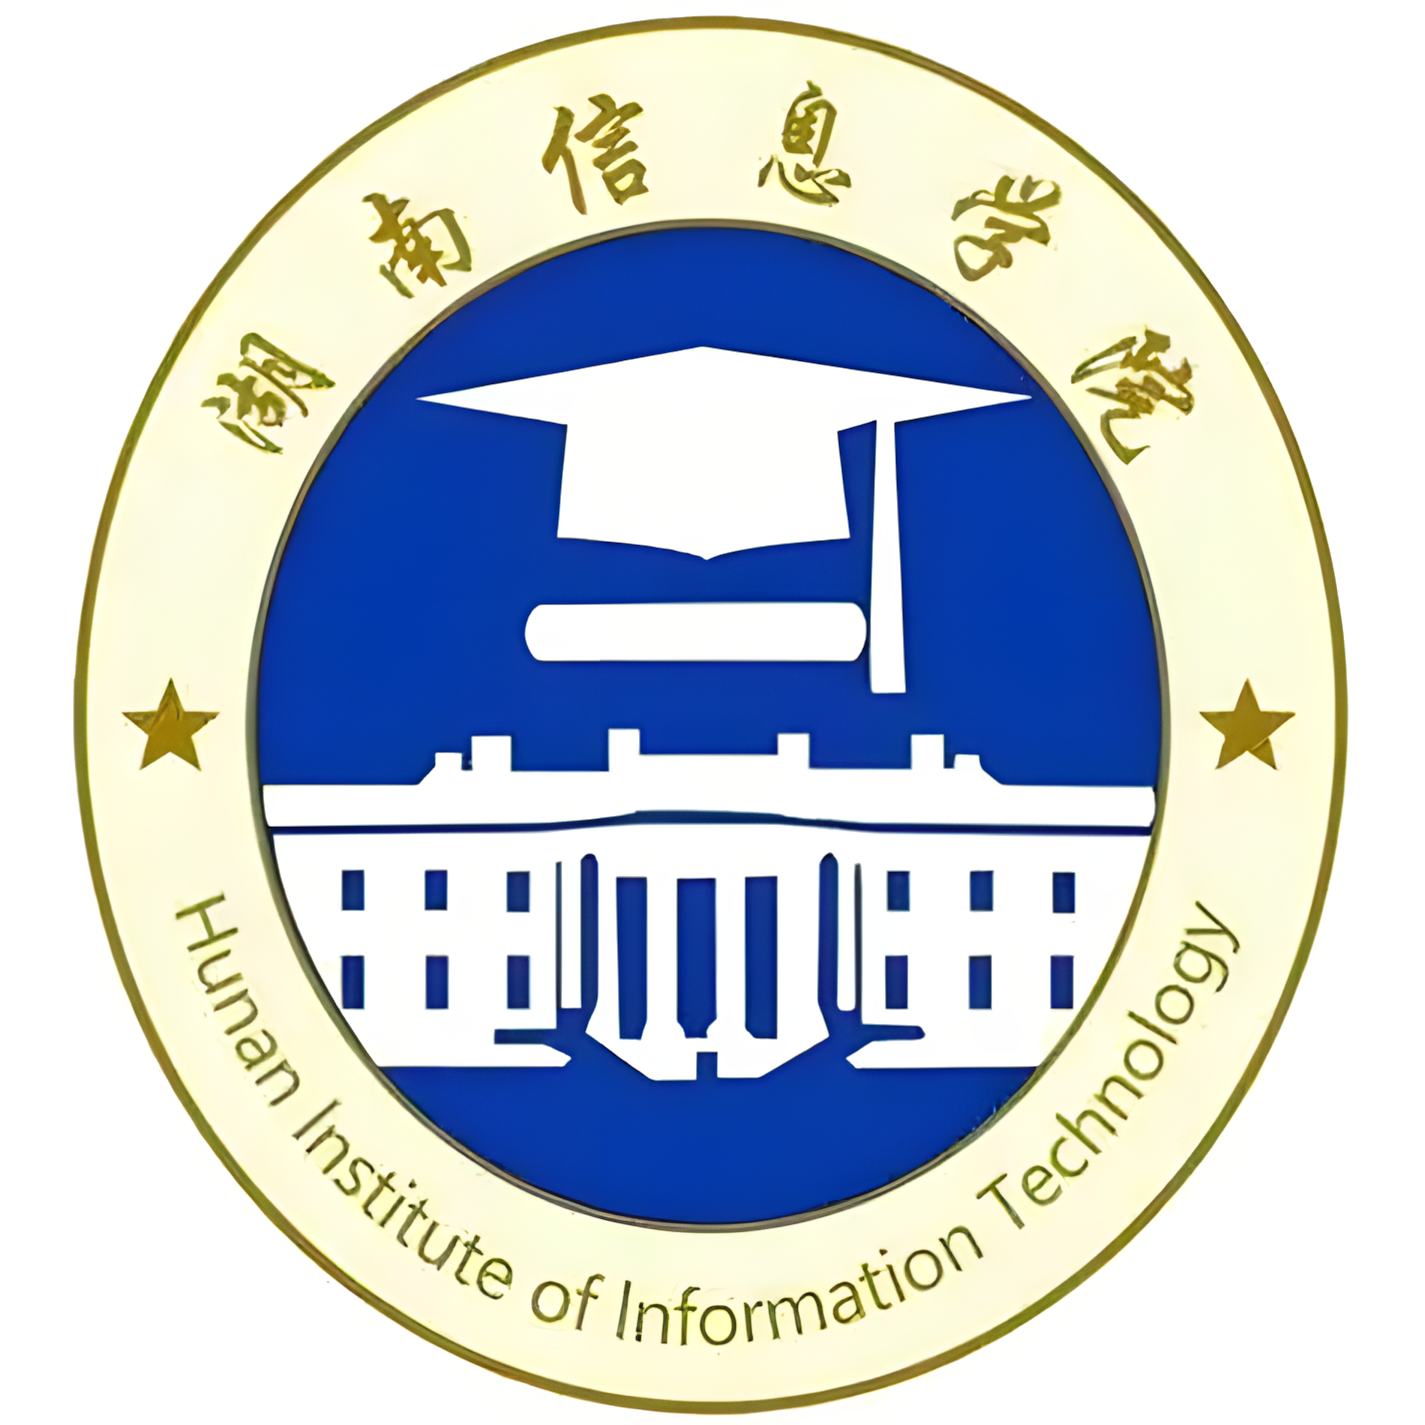 湖南信息学院
Hunan Institute of Information Technology